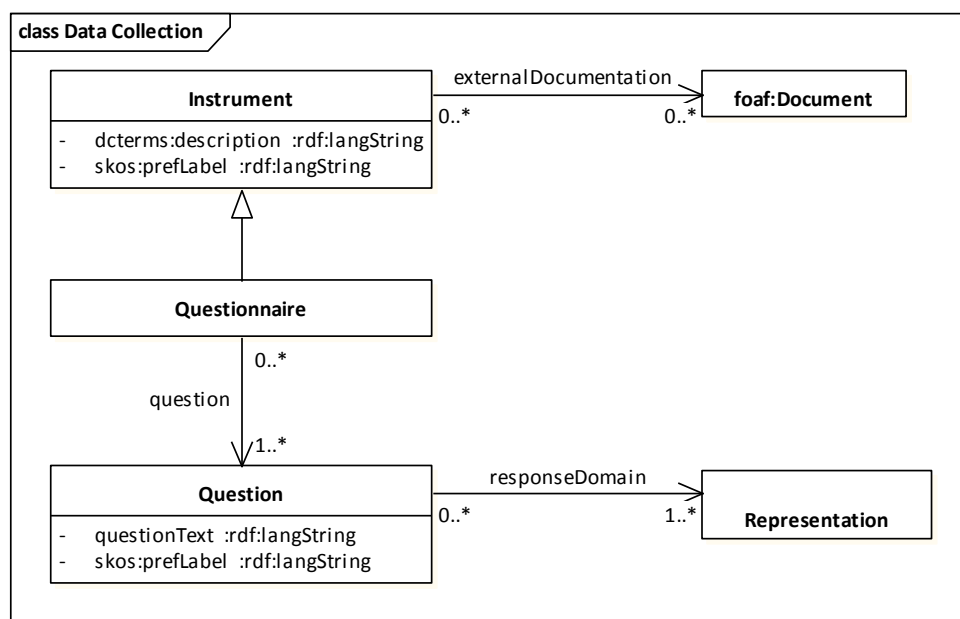 class Data Collection
Instrument
- dcterms:description :rdf:langString
- skos:prefLabel :rdf:langString
externalDocumentation
0..*
0..*
foaf:Document
Questionnaire
0..*
question
1..*
Question
- questionText :rdf:langString
- skos:prefLabel :rdf:langString
responseDomain
0..*
1..*
Representation